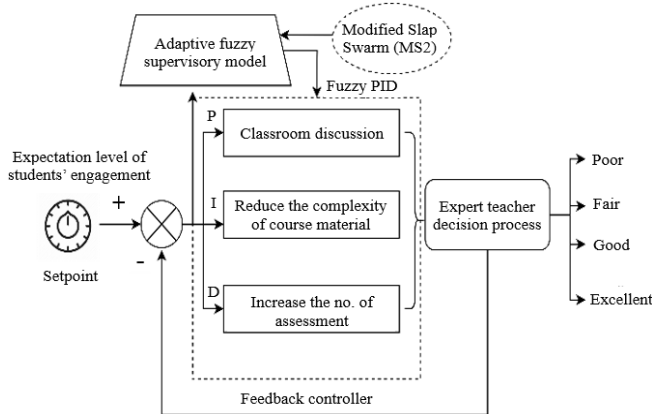 Adaptive fuzzy
supervisory model
Modified Slap
Swarm (MS2)
Fuzzy PID
P
Classroom discussion
Expectation level of
students' engagement
+
I
Reduce the complexity
of course material
Expert teacher
decision process
Poor
Fair
Good
Excellent
-
Setpoint
D
Increase the no. of
assessment
Feedback controller